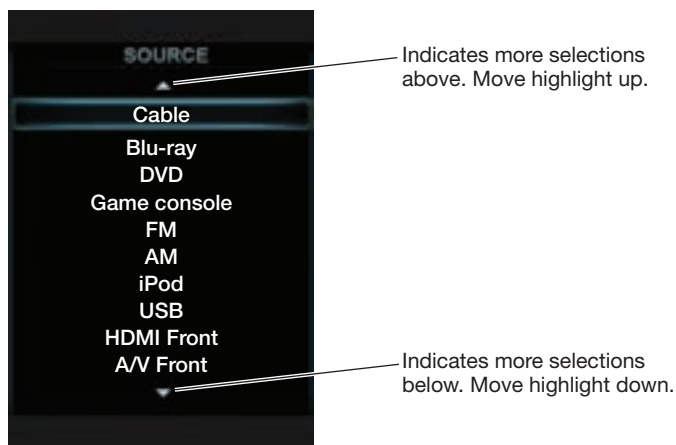 SOURCE
Indicates more selections
above. Move highlight up.
Cable
Blu-ray
DVD
Game console
FM
AM
iPod
USB
HDMI Front
A/V Front
Indicates more selections
below. Move highlight down.